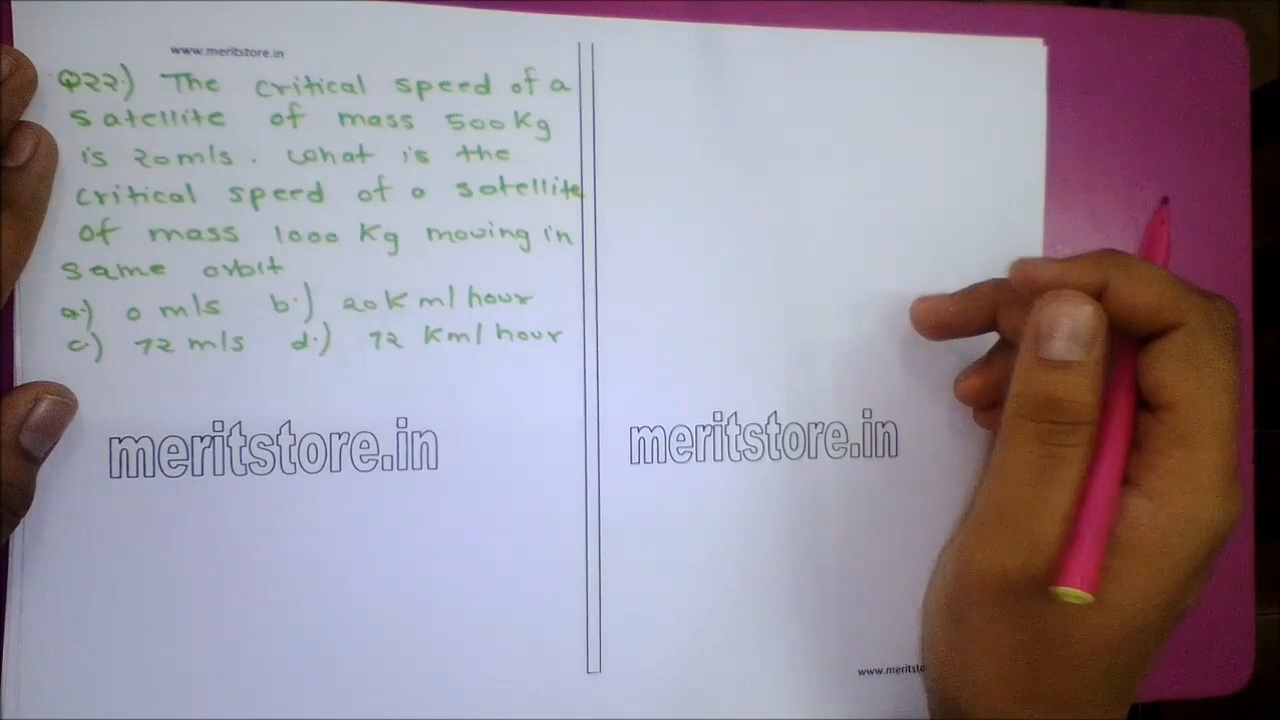 www.meritstore.in
Q22) The critical speed of a
satellite of mass 500 Kg
is 20 m/s. What is the
critical speed of a satellite
of mass 1000 Kg moving in
same orbit
a.) 0 m/s b.) 20 Km/hour
c.) 72 m/s d.) 72 Km/hour
meritstore.in
meritstore.in